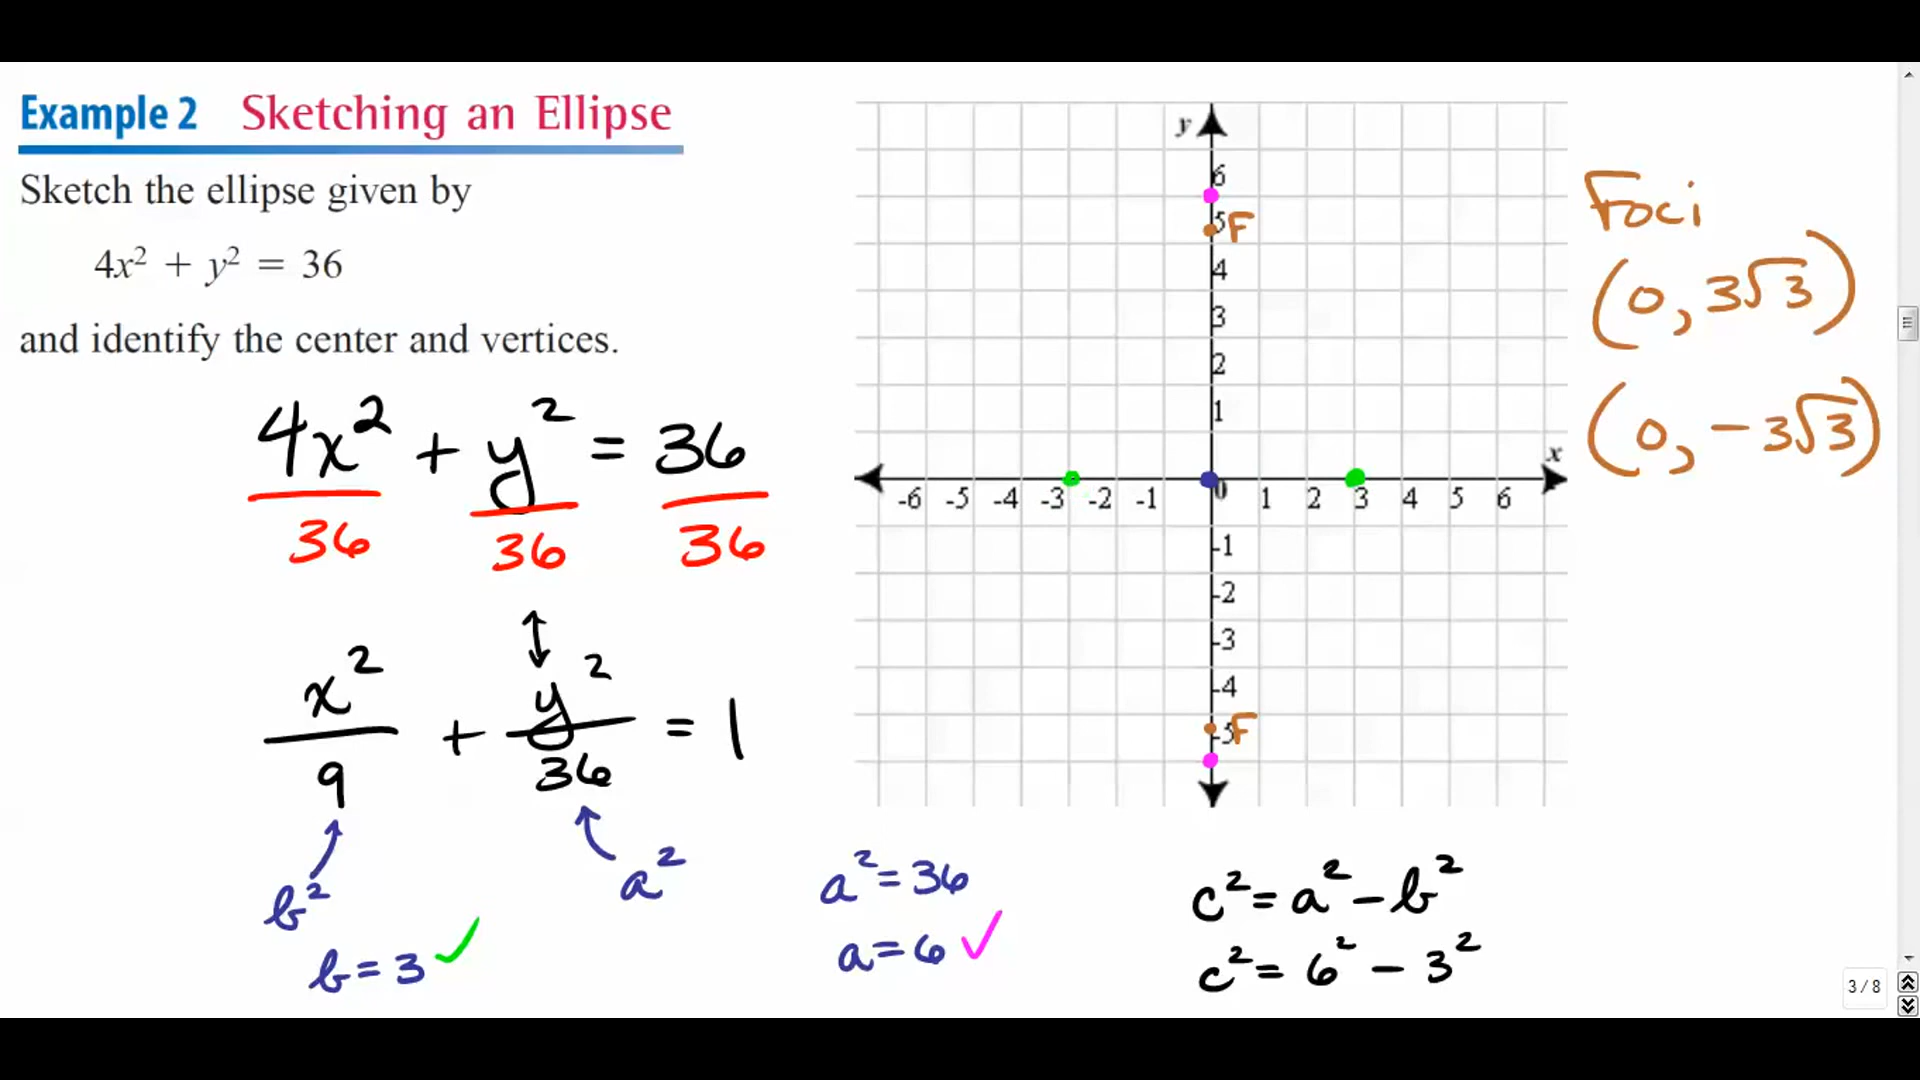 Example 2 Sketching an Ellipse
Sketch the ellipse given by
4x² + y² = 36
and identify the center and vertices.
4x² + y² = 36
36 36 36
x² + y² = 1
9 36
b² a²
b = 3 ✓
a² = 36
a = 6 ✓
c² = a² − b²
c² = 6² − 3²
y
6
5 F
4
3
2
1
x
-6 -5 -4 -3 -2 -1 0 1 2 3 4 5 6
-1
-2
-3
-4
-5 F
Foci
(0, 3√3)
(0, −3√3)
3 / 8